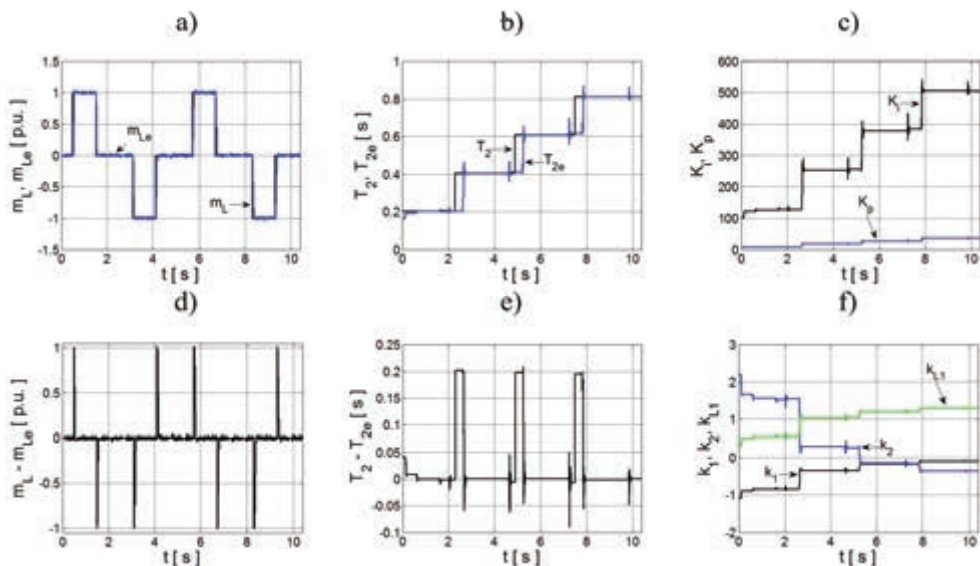 a)
b)
c)
m_L, m_Le [ p.u. ]
1.5
1
0.5
0
-0.5
-1
-1.5
m_Le
m_L
0 2 4 6 8 10
t [ s ]
T_2, T_2e [ s ]
1
0.8
0.6
0.4
0.2
0
T_2
T_2e
0 2 4 6 8 10
t [ s ]
K_i, K_p
600
500
400
300
200
100
0
K_i
K_p
0 2 4 6 8 10
t [ s ]
d)
e)
f)
m_L - m_Le [ p.u. ]
1
0.5
0
-0.5
-1
0 2 4 6 8 10
t [ s ]
T_2 - T_2e [ s ]
0.25
0.2
0.15
0.1
0.05
0
-0.05
-0.1
0 2 4 6 8 10
t [ s ]
k_1, k_2, k_L1
3
2
1
0
-1
-2
k_L1
k_2
k_1
0 2 4 6 8 10
t [ s ]